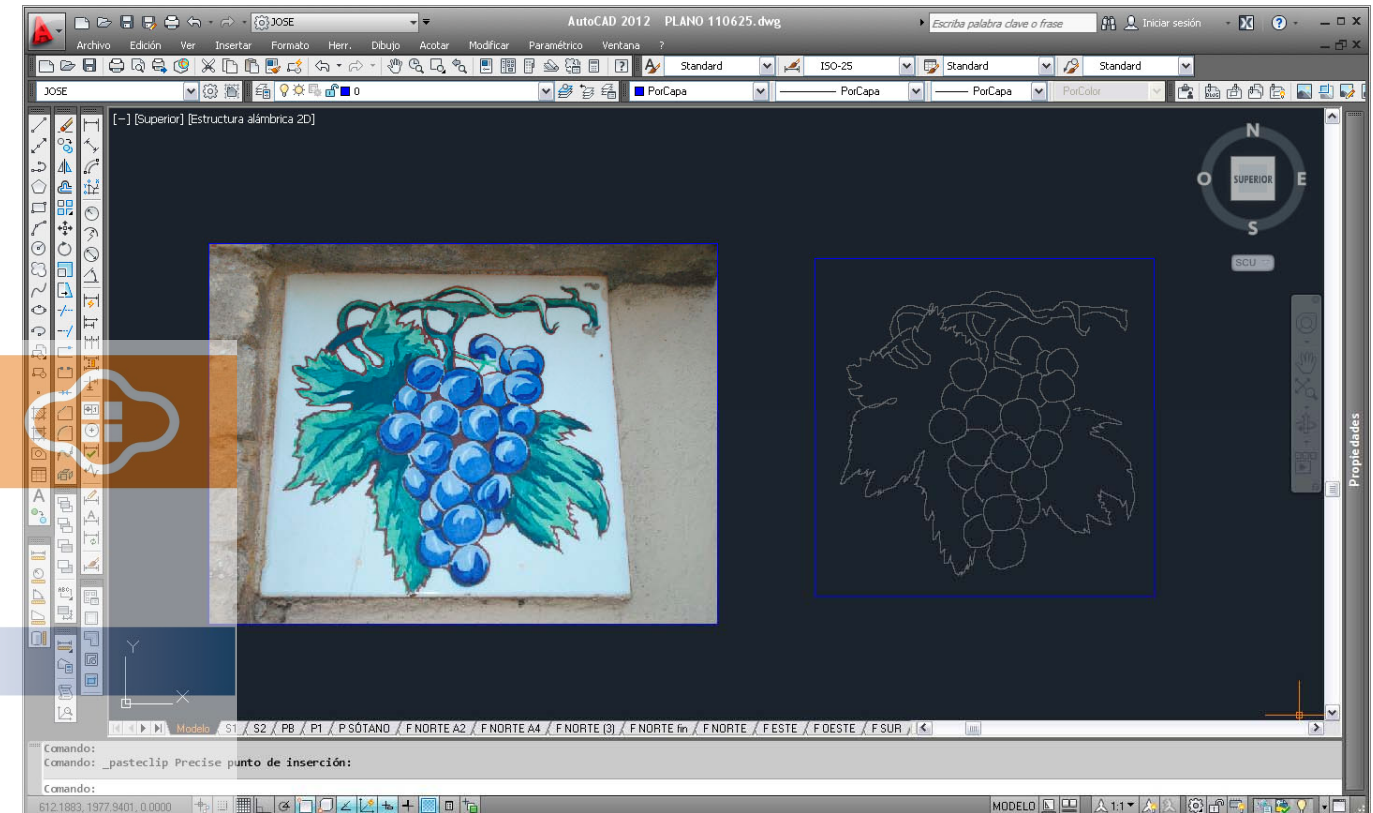 JOSE
AutoCAD 2012 PLANO 110625.dwg
Escriba palabra clave o frase
Iniciar sesión
Archivo Edición Ver Insertar Formato Herr. Dibujo Acotar Modificar Paramétrico Ventana ?
Standard ISO-25 Standard Standard
JOSE 0 PorCapa PorCapa PorCapa PorColor
[−] [Superior] [Estructura alámbrica 2D]
N
O SUPERIOR E
S
SCU
Propiedades
Y
X
Modelo S1 S2 PB P1 P SÓTANO F NORTE A2 F NORTE A4 F NORTE (3) F NORTE fin F NORTE F ESTE F OESTE F SUR
Comando:
Comando: _pasteclip Precise punto de inserción:
Comando:
612.1883, 1977.9401, 0.0000 MODELO 1:1